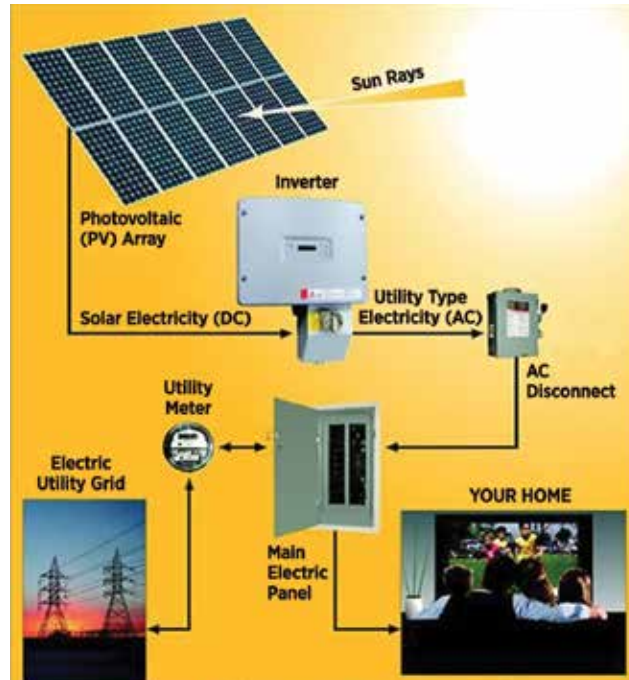 Sun Rays
Inverter
Photovoltaic
(PV) Array
Solar Electricity (DC)
Utility Type
Electricity (AC)
AC
Disconnect
Utility
Meter
Electric
Utility Grid
YOUR HOME
Main
Electric
Panel